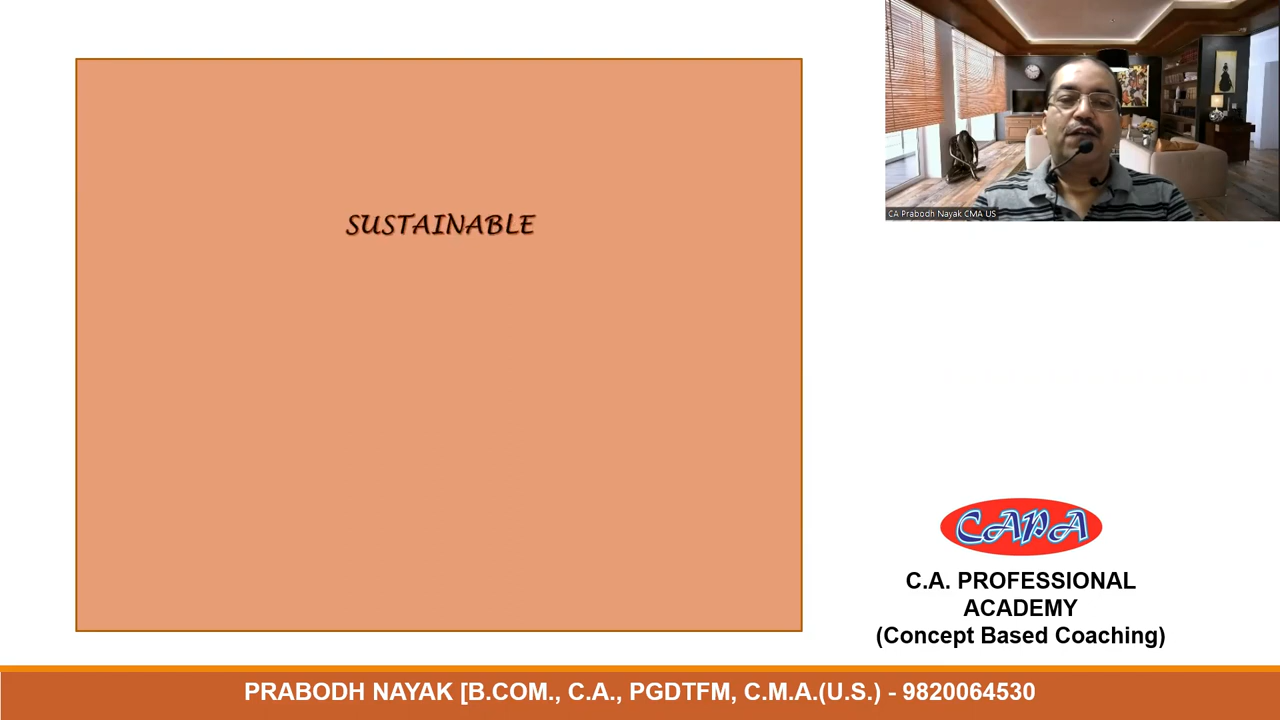 SUSTAINABLE
CA Prabodh Nayak CMA US
CAPA
C.A. PROFESSIONAL
ACADEMY
(Concept Based Coaching)
PRABODH NAYAK [B.COM., C.A., PGDTFM, C.M.A.(U.S.) - 9820064530